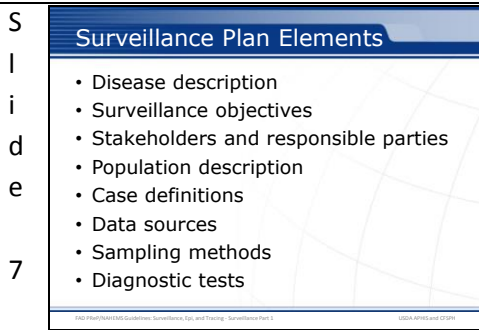 Slide 7
Surveillance Plan Elements
• Disease description
• Surveillance objectives
• Stakeholders and responsible parties
• Population description
• Case definitions
• Data sources
• Sampling methods
• Diagnostic tests
FAD PReP/NAHEMS Guidelines: Surveillance, Epi, and Tracing - Surveillance Part 1 USDA APHIS and CFSPH